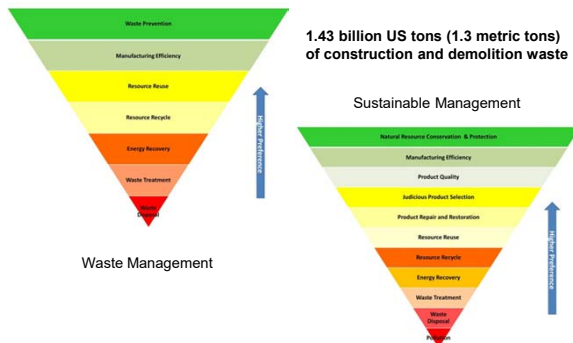 Waste Prevention
Manufacturing Efficiency
Resource Reuse
Resource Recycle
Energy Recovery
Waste Treatment
Waste
Disposal
Higher Preference
Waste Management
1.43 billion US tons (1.3 metric tons)
of construction and demolition waste
Sustainable Management
Natural Resource Conservation & Protection
Manufacturing Efficiency
Product Quality
Judicious Product Selection
Product Repair and Restoration
Resource Reuse
Resource Recycle
Energy Recovery
Waste Treatment
Waste
Disposal
Pollution
Higher Preference